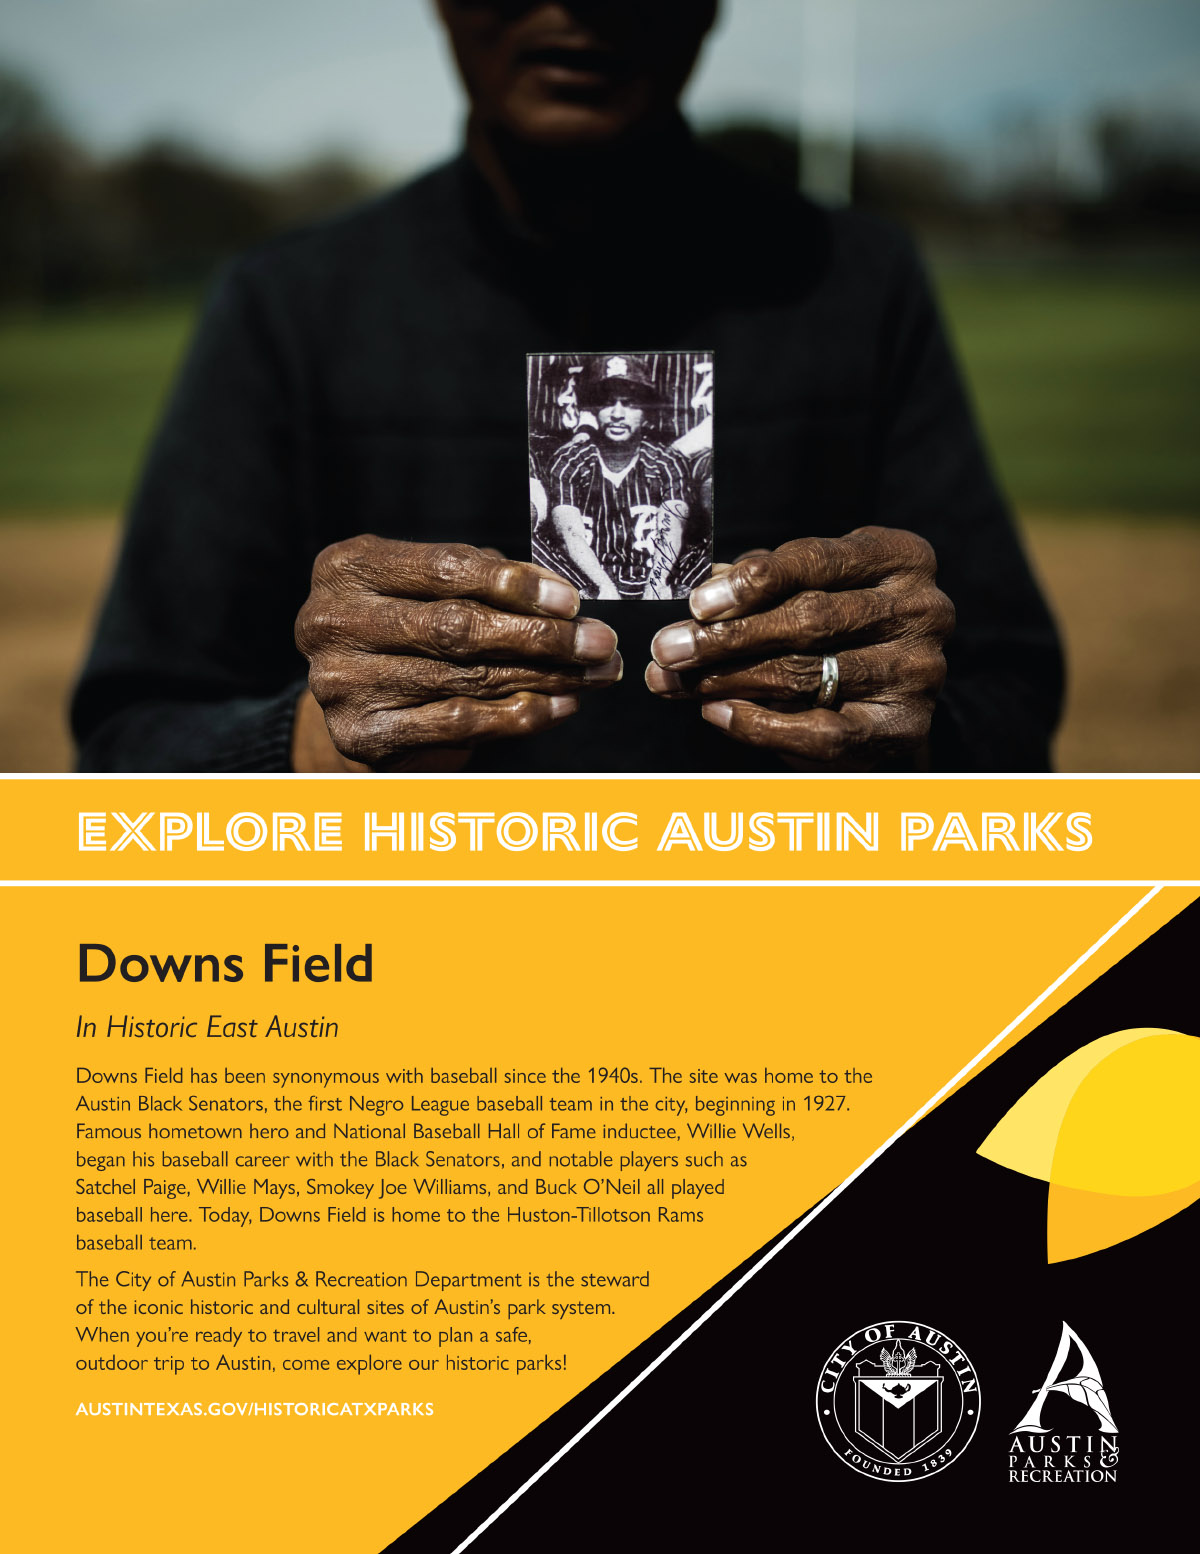 EXPLORE HISTORIC AUSTIN PARKS
Downs Field
In Historic East Austin
Downs Field has been synonymous with baseball since the 1940s. The site was home to the
Austin Black Senators, the first Negro League baseball team in the city, beginning in 1927.
Famous hometown hero and National Baseball Hall of Fame inductee, Willie Wells,
began his baseball career with the Black Senators, and notable players such as
Satchel Paige, Willie Mays, Smokey Joe Williams, and Buck O’Neil all played
baseball here. Today, Downs Field is home to the Huston-Tillotson Rams
baseball team.
The City of Austin Parks & Recreation Department is the steward
of the iconic historic and cultural sites of Austin’s park system.
When you’re ready to travel and want to plan a safe,
outdoor trip to Austin, come explore our historic parks!
AUSTINTEXAS.GOV/HISTORICATXPARKS
CITY OF AUSTIN
FOUNDED 1839
AUSTIN
PARKS &
RECREATION